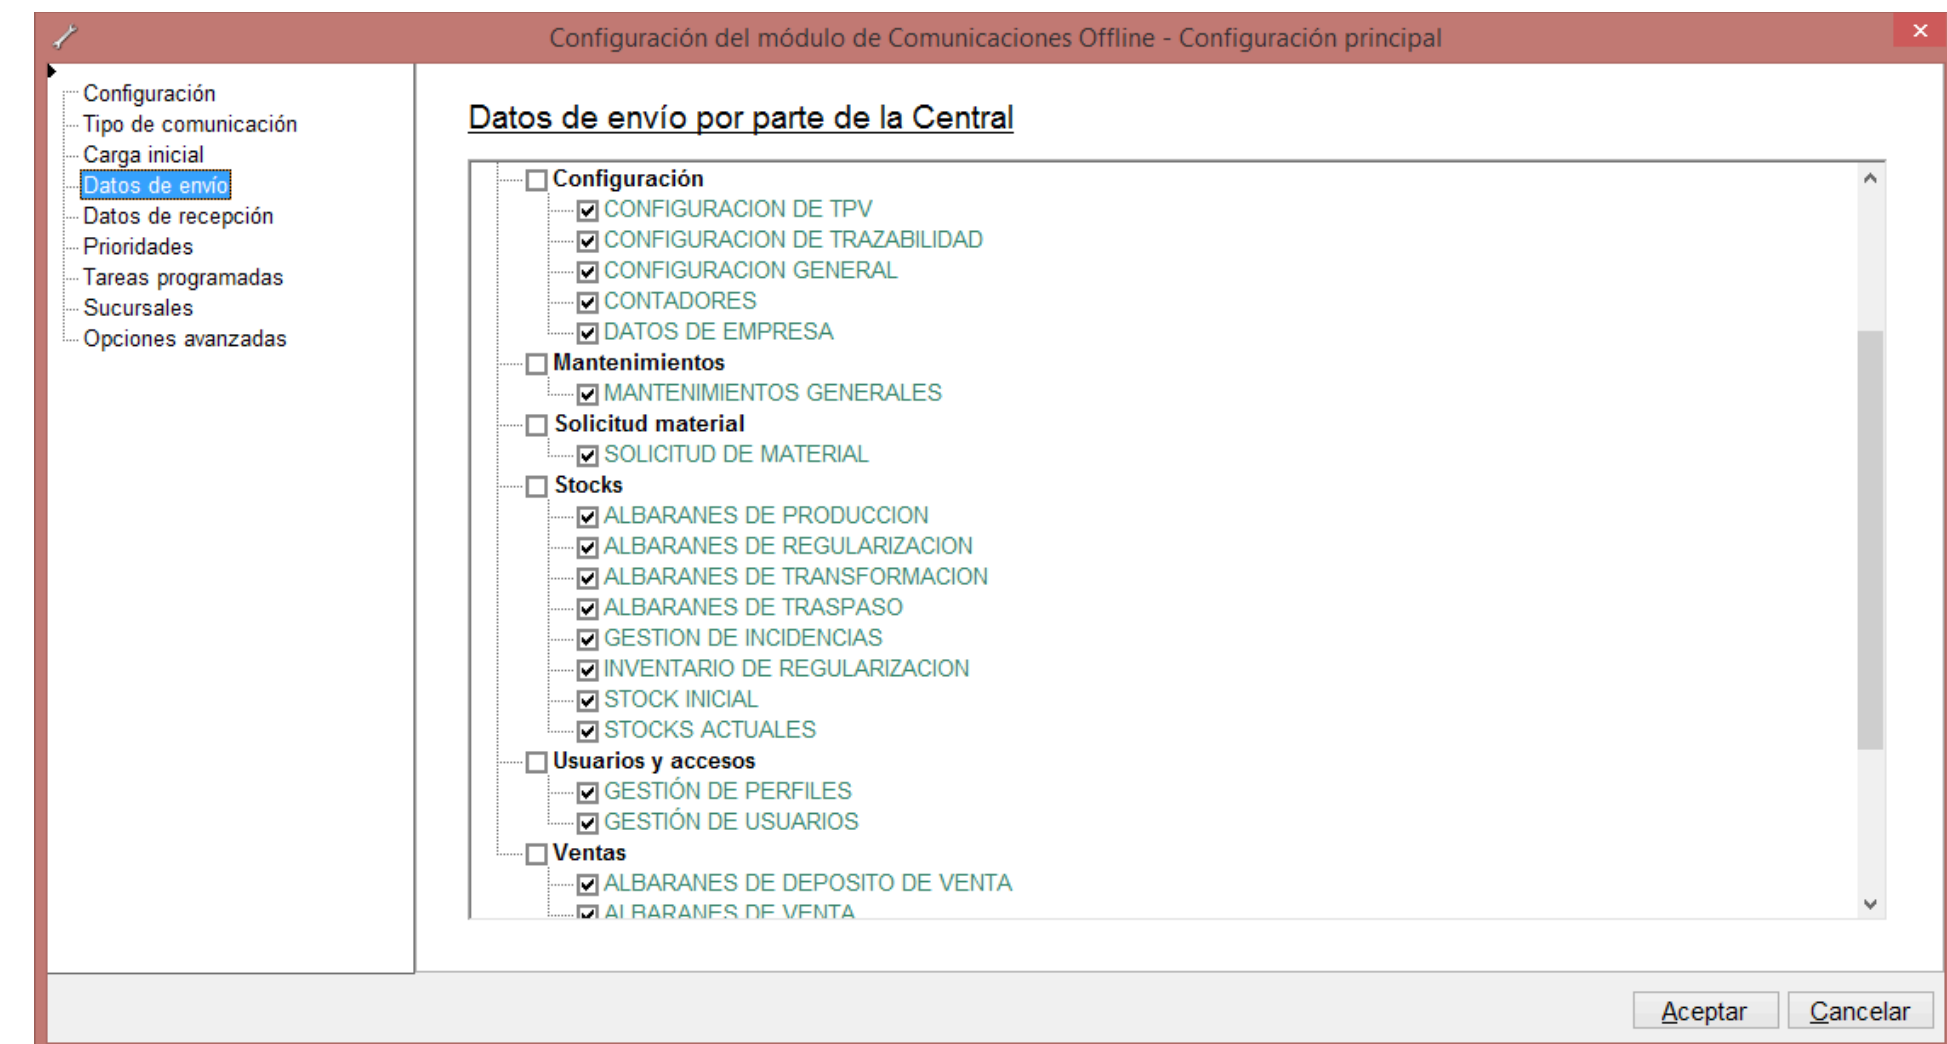 Configuración del módulo de Comunicaciones Offline - Configuración principal
Configuración
Tipo de comunicación
Carga inicial
Datos de envío
Datos de recepción
Prioridades
Tareas programadas
Sucursales
Opciones avanzadas
Datos de envío por parte de la Central
Configuración
CONFIGURACION DE TPV
CONFIGURACION DE TRAZABILIDAD
CONFIGURACION GENERAL
CONTADORES
DATOS DE EMPRESA
Mantenimientos
MANTENIMIENTOS GENERALES
Solicitud material
SOLICITUD DE MATERIAL
Stocks
ALBARANES DE PRODUCCION
ALBARANES DE REGULARIZACION
ALBARANES DE TRANSFORMACION
ALBARANES DE TRASPASO
GESTION DE INCIDENCIAS
INVENTARIO DE REGULARIZACION
STOCK INICIAL
STOCKS ACTUALES
Usuarios y accesos
GESTIÓN DE PERFILES
GESTIÓN DE USUARIOS
Ventas
ALBARANES DE DEPOSITO DE VENTA
ALBARANES DE VENTA
Aceptar
Cancelar